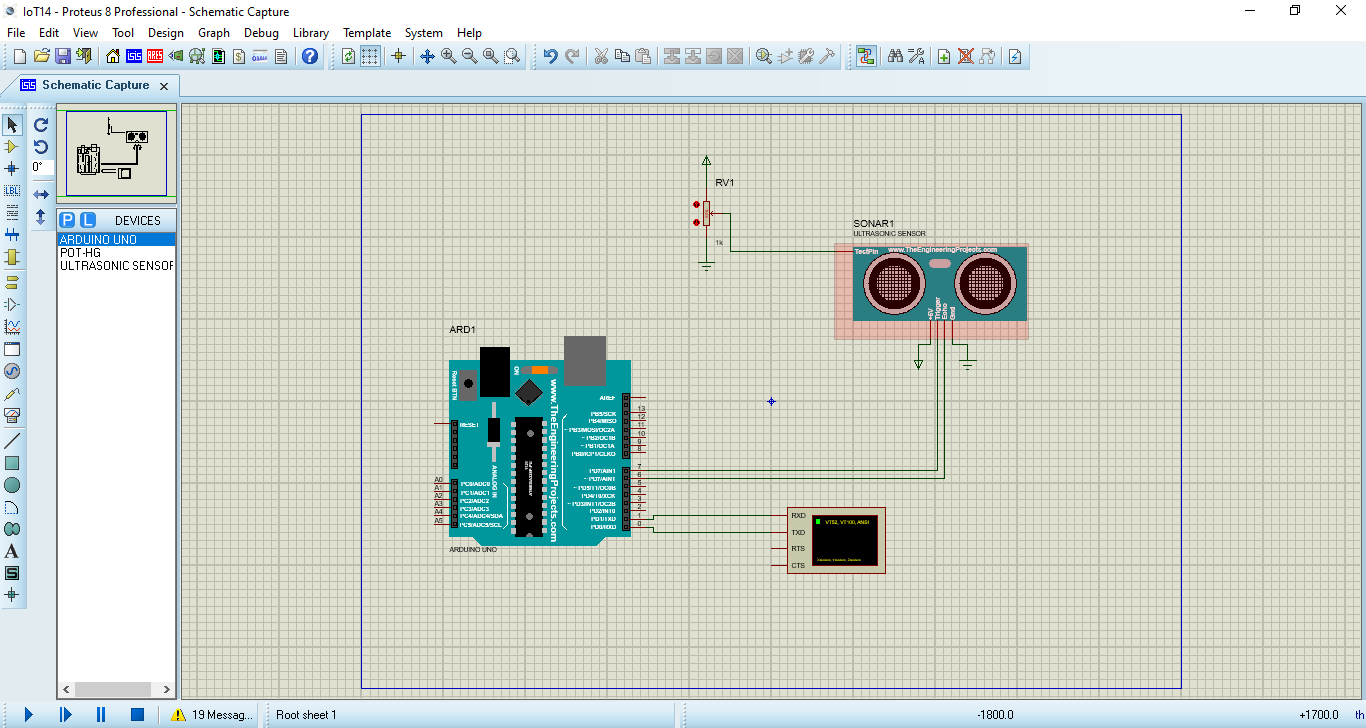 IoT14 - Proteus 8 Professional - Schematic Capture
File Edit View Tool Design Graph Debug Library Template System Help
Schematic Capture
0°
LBL
P L DEVICES
ARDUINO UNO
POT-HG
ULTRASONIC SENSOR
A
S
RV1
1k
SONAR1
ULTRASONIC SENSOR
TestPin www.TheEngineeringProjects.com
+5V
Trigger
Echo
Gnd
ARD1
Reset BTN
ON
www.TheEngineeringProjects.com
RESET
ANALOG IN
AREF
PB5/SCK 13
PB4/MISO 12
~ PB3/MOSI/OC2A 11
~ PB2/OC1B 10
~ PB1/OC1A 9
PB0/ICP1/CLKO 8
PD7/AIN1 7
~ PD7/AIN1 6
~ PD5/T1/OC0B 5
PD4/T0/XCK 4
~ PD3/INT1/OC2B 3
PD2/INT0 2
PD1/TXD 1
PD0/RXD 0
A0 PC0/ADC0
A1 PC1/ADC1
A2 PC2/ADC2
A3 PC3/ADC3
A4 PC4/ADC4/SDA
A5 PC5/ADC5/SCL
ARDUINO UNO
RXD
TXD
RTS
CTS
VT52, VT100, ANSI
19 Messag... Root sheet 1 -1800.0 +1700.0 th